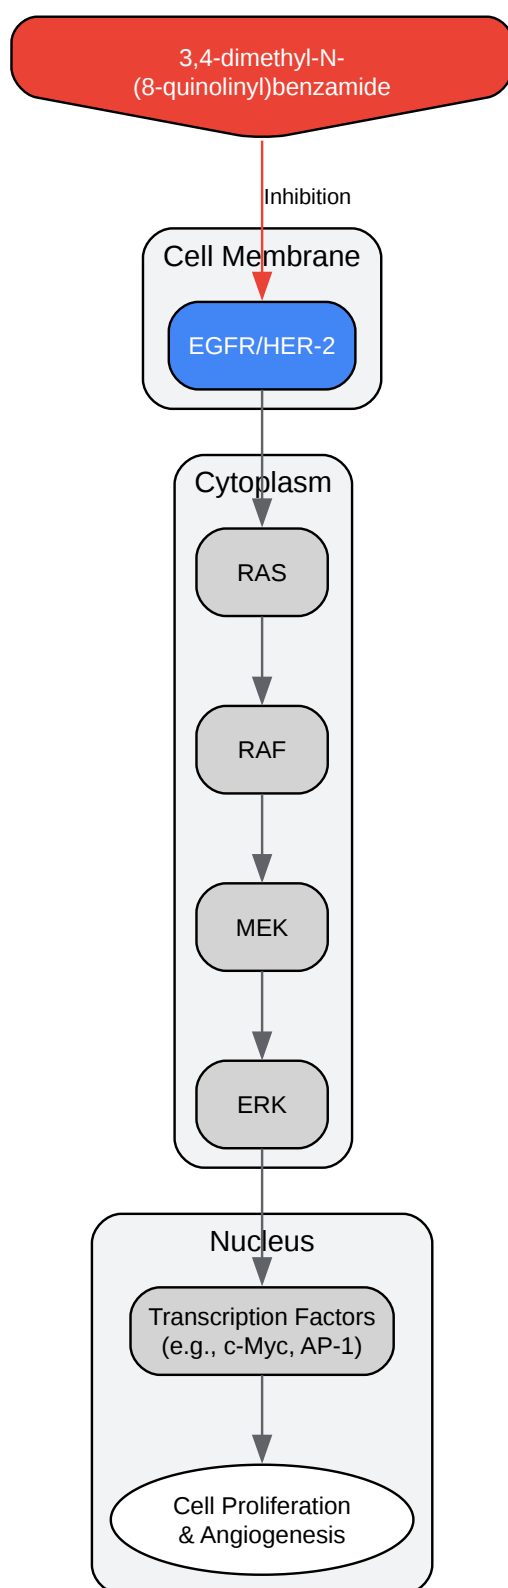 3,4-dimethyl-N-
(8-quinolinyl)benzamide
Inhibition
Cell Membrane
EGFR/HER-2
Cytoplasm
RAS
RAF
MEK
ERK
Nucleus
Transcription Factors
(e.g., c-Myc, AP-1)
Cell Proliferation
& Angiogenesis